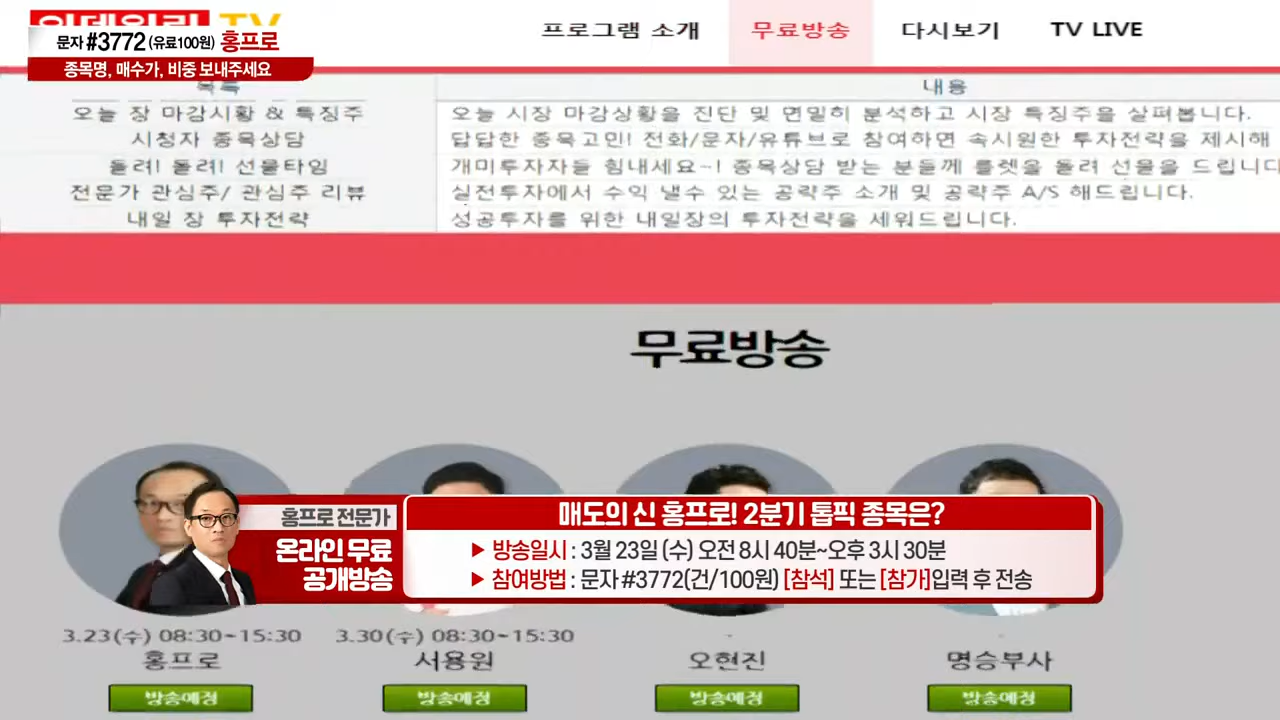 이데일리 TV
프로그램 소개
무료방송
다시보기
TV LIVE
문자 #3772 (유료100원) 홍프로
종목명, 매수가, 비중 보내주세요
목록
내용
오늘 장 마감시황 & 특징주
오늘 시장 마감상황을 진단 및 면밀히 분석하고 시장 특징주을 살펴봅니다.
시청자 종목상담
답답한 종목고민! 전화/문자/유튜브로 참여하면 속시원한 투자전략을 제시해
돌려! 돌려! 선물타임
개미투자자들 힘내세요~! 종목상담 받는 분들께 룰렛을 돌려 선물을 드립니다
전문가 관심주/ 관심주 리뷰
실전투자에서 수익 낼수 있는 공략주 소개 및 공략주 A/S 해드립니다.
내일 장 투자전략
성공투자를 위한 내일장의 투자전략을 세워드립니다.
무료방송
홍프로 전문가
온라인 무료
공개방송
매도의 신 홍프로! 2분기 톱픽 종목은?
▶ 방송일시 : 3월 23일 (수) 오전 8시 40분~오후 3시 30분
▶ 참여방법 : 문자 #3772(건/100원) [참석] 또는 [참가]입력 후 전송
3.23(수) 08:30~15:30
3.30(수) 08:30~15:30
-
-
홍프로
서용원
오현진
명승부사
방송예정
방송예정
방송예정
방송예정